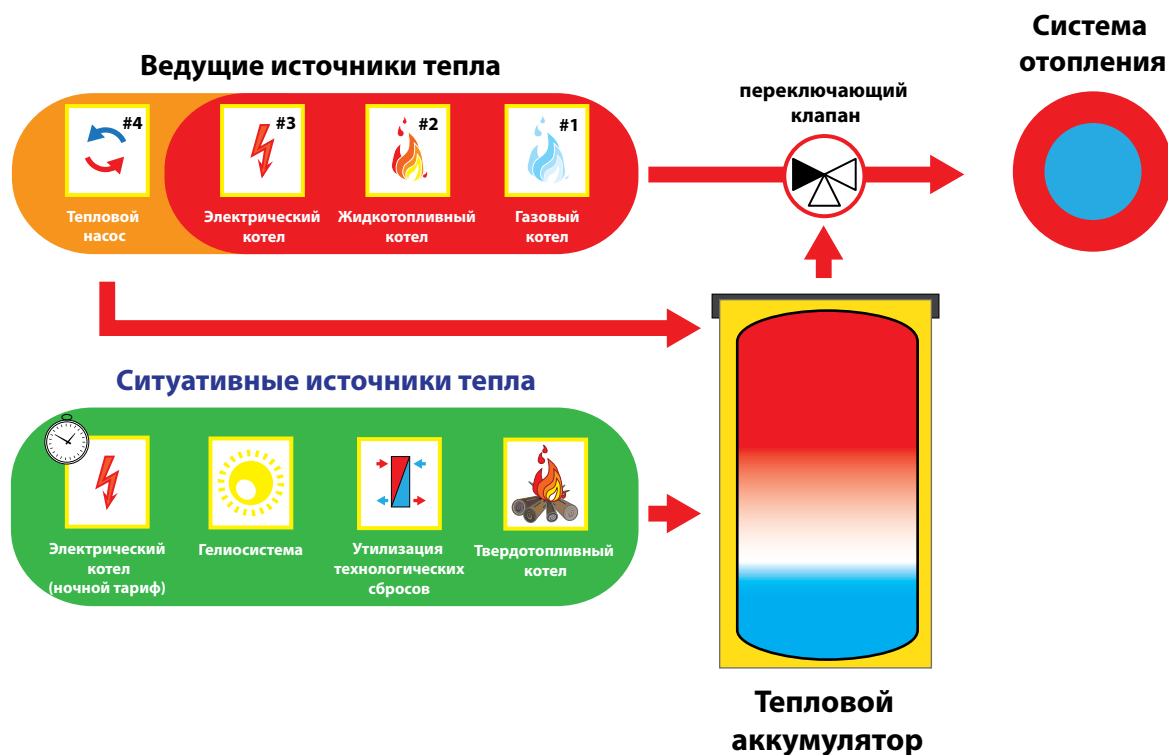 Система
отопления
Ведущие источники тепла
переключающий
клапан
#4
#3
#2
#1
Тепловой
насос
Электрический
котел
Жидкотопливный
котел
Газовый
котел
Ситуативные источники тепла
Электрический
котел
(ночной тариф)
Гелиосистема
Утилизация
технологических
сбросов
Твердотопливный
котел
Тепловой
аккумулятор